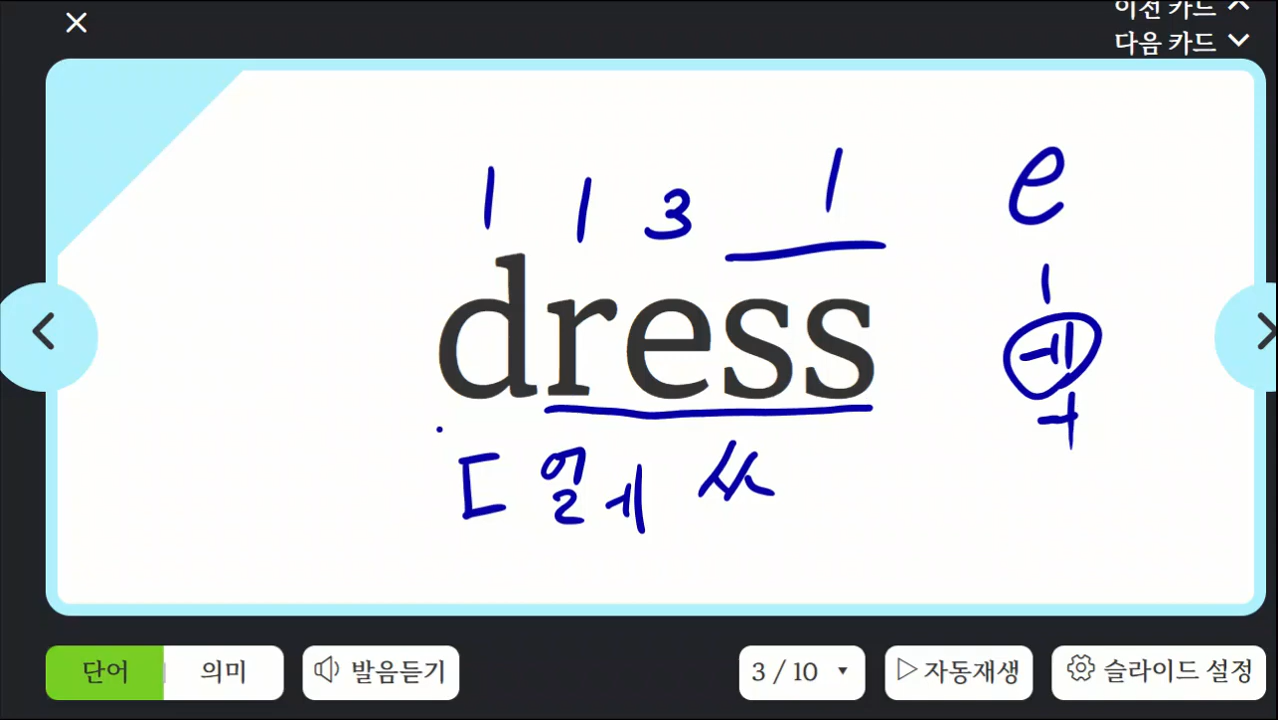 이전 카드
다음 카드
1 1 3 1 e
dress
1
ㅔ
ㅓ
ㄷ 얼 ㅔ ㅆ
단어 의미 발음듣기 3 / 10 자동재생 슬라이드 설정